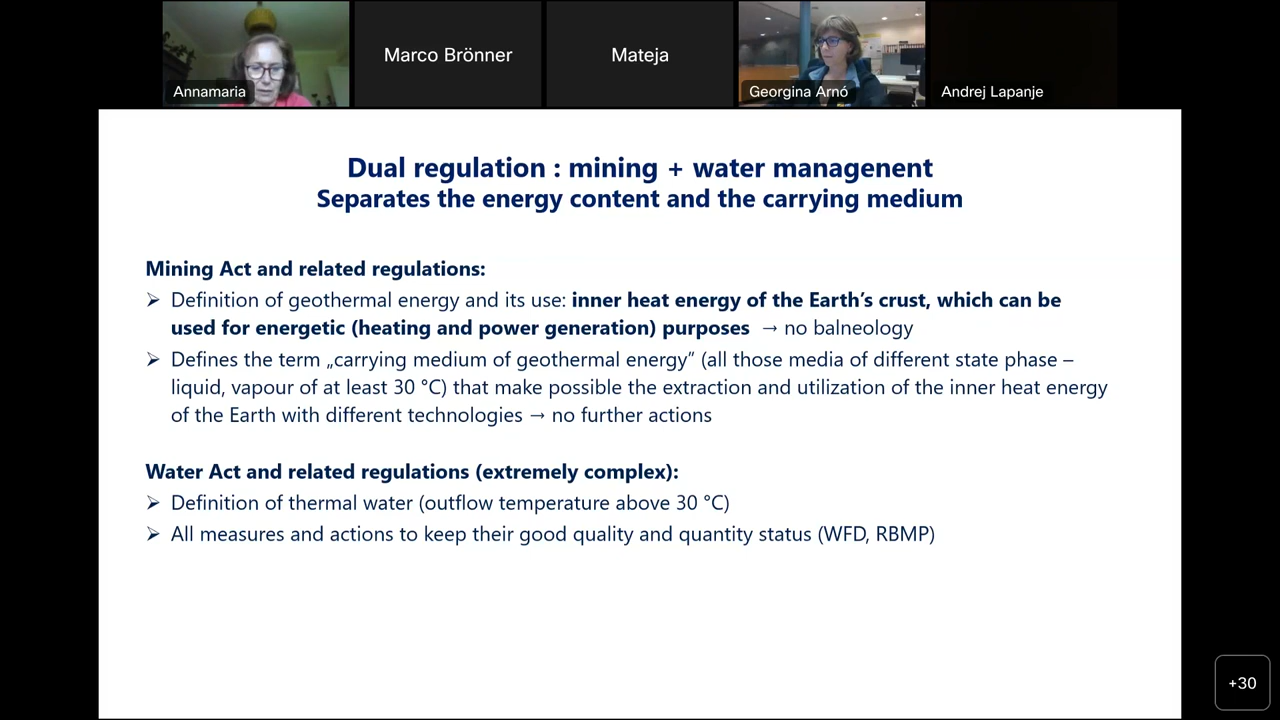 Annamaria
Marco Brönner
Mateja
Georgina Arnó
Andrej Lapanje
Dual regulation : mining + water managenent
Separates the energy content and the carrying medium
Mining Act and related regulations:
➢ Definition of geothermal energy and its use: inner heat energy of the Earth’s crust, which can be
used for energetic (heating and power generation) purposes → no balneology
➢ Defines the term „carrying medium of geothermal energy” (all those media of different state phase –
liquid, vapour of at least 30 °C) that make possible the extraction and utilization of the inner heat energy
of the Earth with different technologies → no further actions
Water Act and related regulations (extremely complex):
➢ Definition of thermal water (outflow temperature above 30 °C)
➢ All measures and actions to keep their good quality and quantity status (WFD, RBMP)
+30